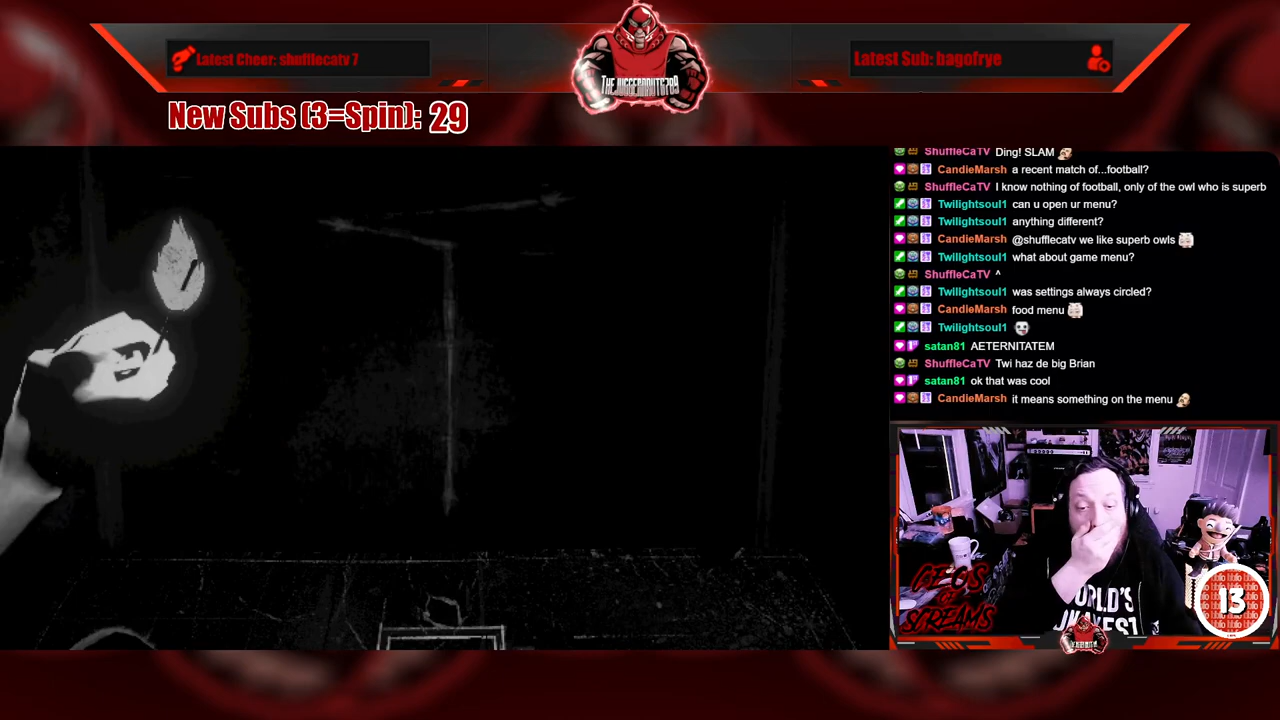 Latest Cheer: shufflecatv 7
THEJUGGERNAUT6789
Latest Sub: bagofrye
New Subs (3=Spin): 29
ShuffleCaTV Ding! SLAM
CandieMarsh a recent match of...football?
ShuffleCaTV I know nothing of football, only of the owl who is superb
Twilightsoul1 can u open ur menu?
Twilightsoul1 anything different?
CandieMarsh @shufflecatv we like superb owls
Twilightsoul1 what about game menu?
ShuffleCaTV ^
Twilightsoul1 was settings always circled?
CandieMarsh food menu
Twilightsoul1
satan81 AETERNITATEM
ShuffleCaTV Twi haz de big Brian
satan81 ok that was cool
CandieMarsh it means something on the menu
SCREAMS
13